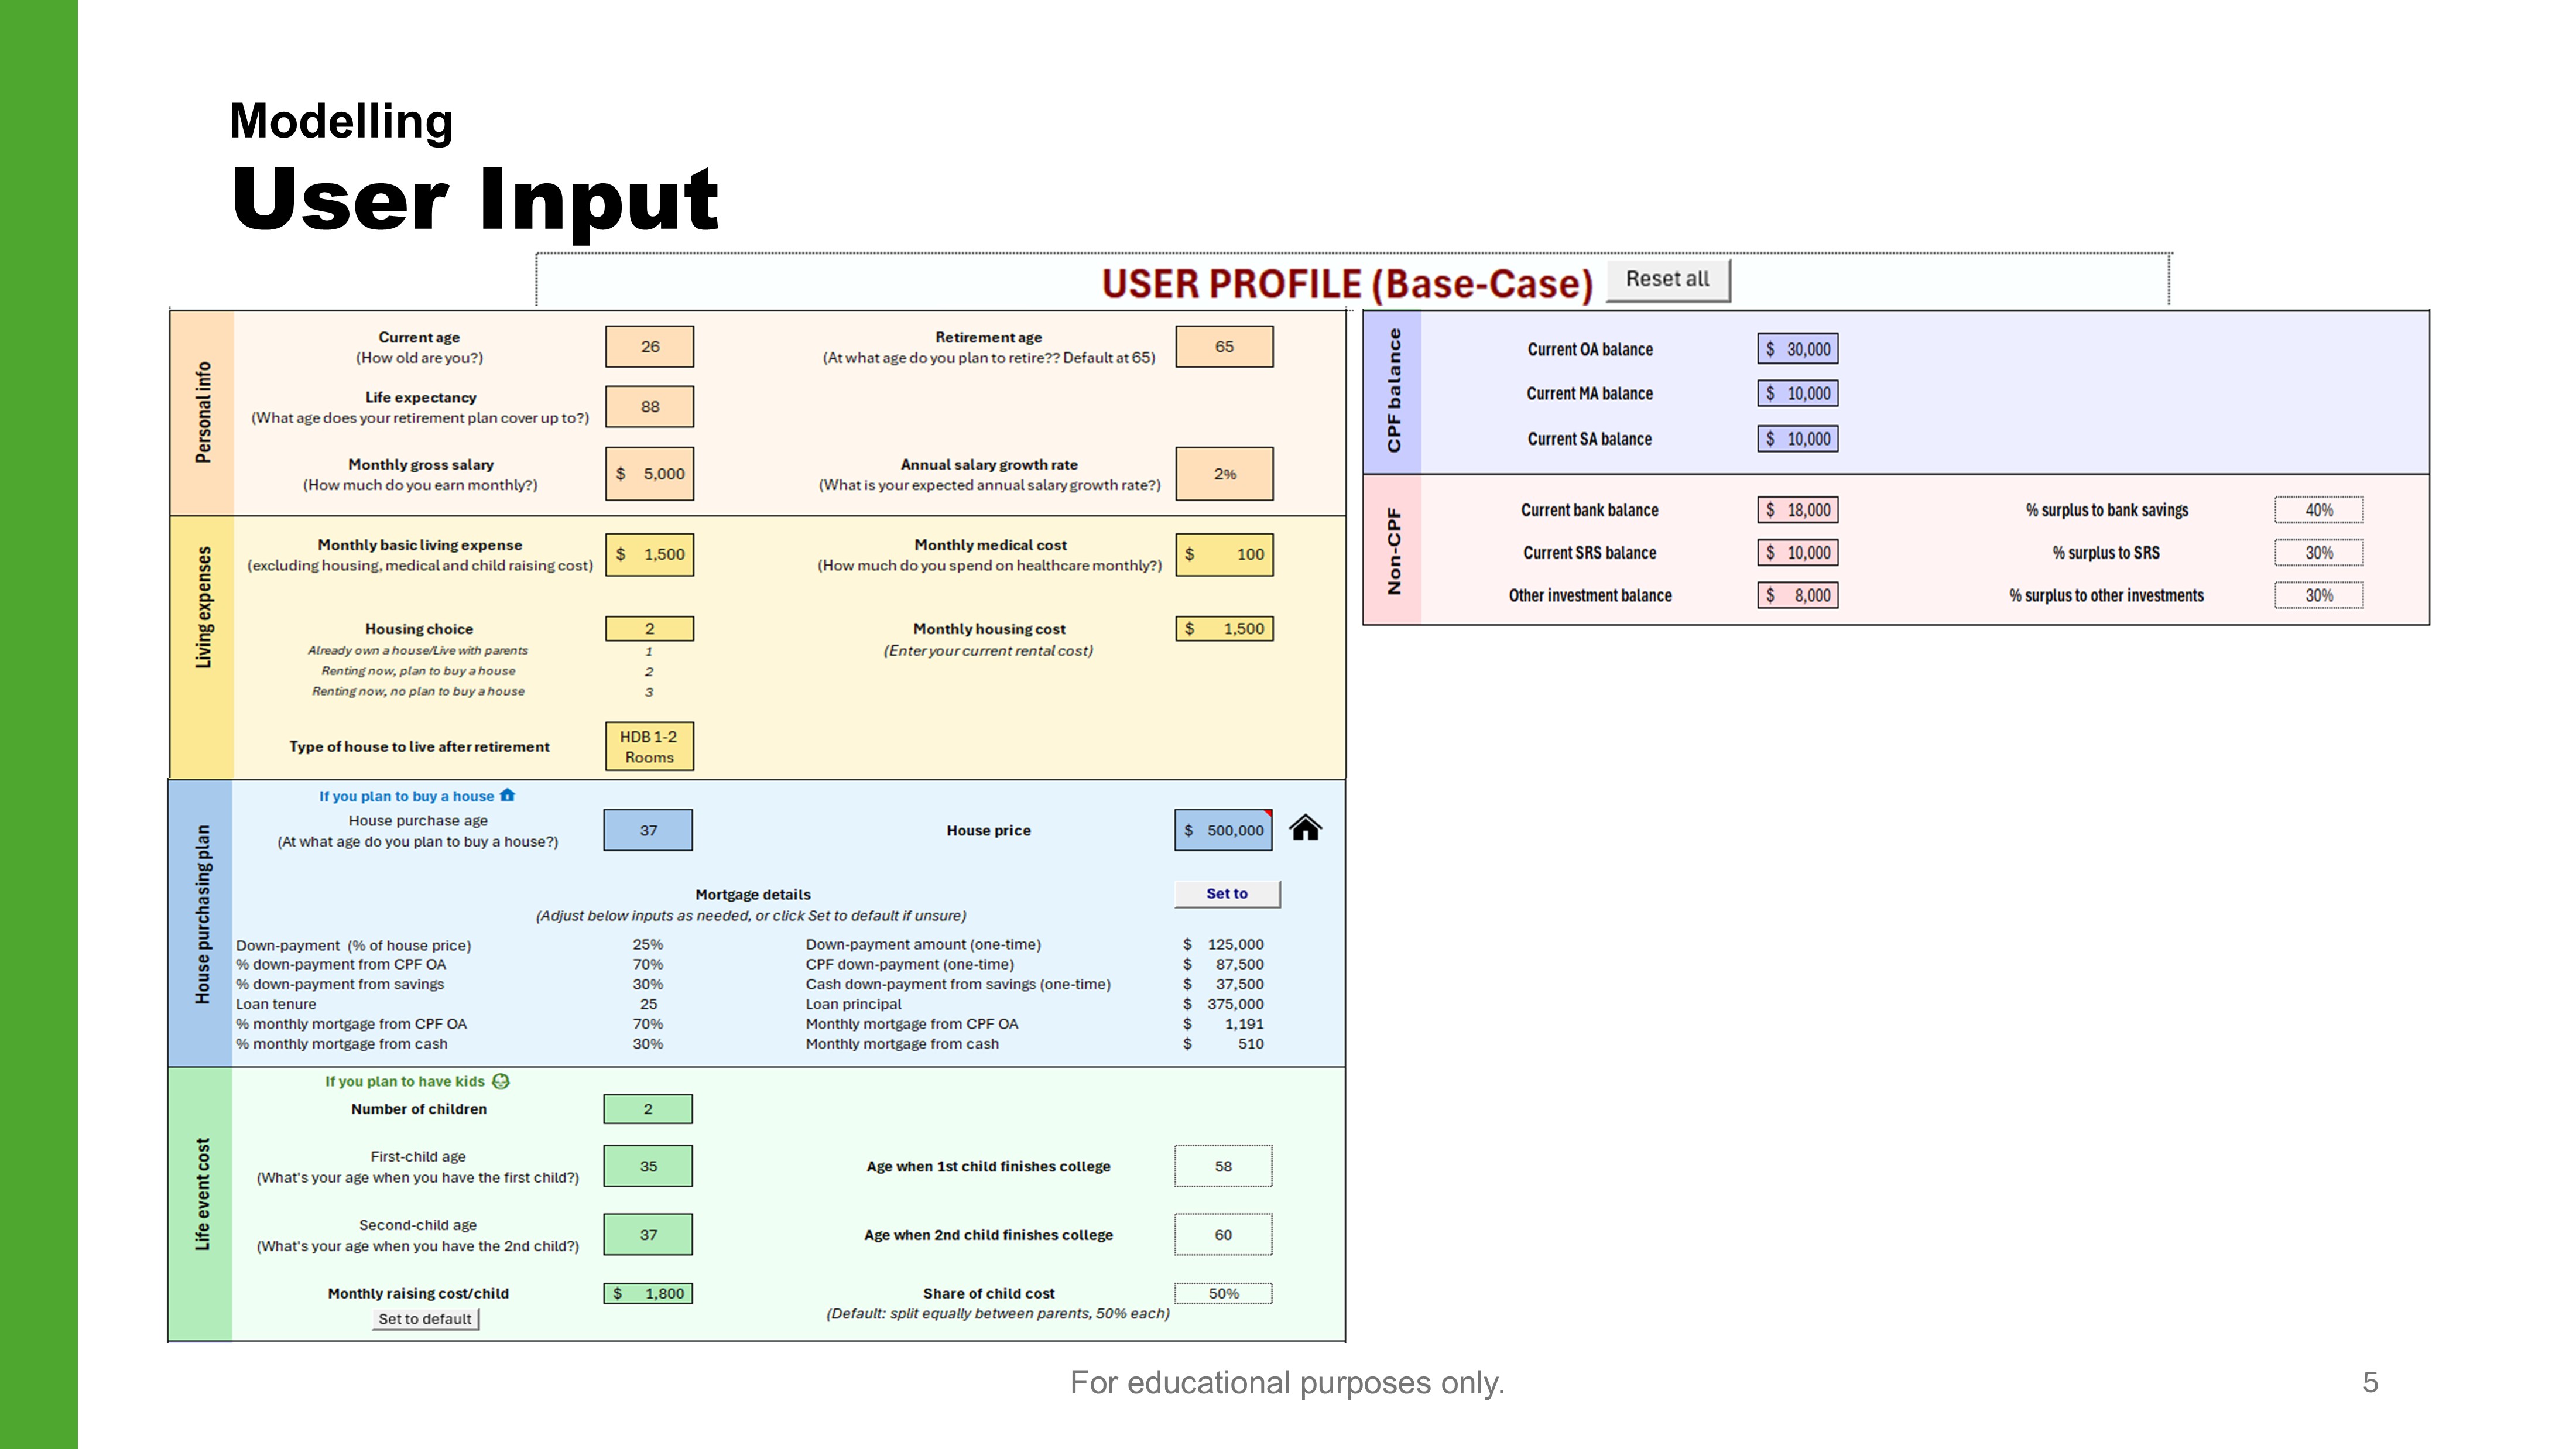 Modelling
User Input
USER PROFILE (Base-Case) Reset all
Personal info
Current age 26 Retirement age 65
(How old are you?) (At what age do you plan to retire?? Default at 65)
Life expectancy 88
(What age does your retirement plan cover up to?)
Monthly gross salary $ 5,000 Annual salary growth rate 2%
(How much do you earn monthly?) (What is your expected annual salary growth rate?)
Living expenses
Monthly basic living expense $ 1,500 Monthly medical cost $ 100
(excluding housing, medical and child raising cost) (How much do you spend on healthcare monthly?)
Housing choice 2 Monthly housing cost $ 1,500
Already own a house/Live with parents 1 (Enter your current rental cost)
Renting now, plan to buy a house 2
Renting now, no plan to buy a house 3
Type of house to live after retirement HDB 1-2
Rooms
House purchasing plan
If you plan to buy a house
House purchase age 37 House price $ 500,000
(At what age do you plan to buy a house?)
Mortgage details Set to
(Adjust below inputs as needed, or click Set to default if unsure)
Down-payment (% of house price) 25% Down-payment amount (one-time) $ 125,000
% down-payment from CPF OA 70% CPF down-payment (one-time) $ 87,500
% down-payment from savings 30% Cash down-payment from savings (one-time) $ 37,500
Loan tenure 25 Loan principal $ 375,000
% monthly mortgage from CPF OA 70% Monthly mortgage from CPF OA $ 1,191
% monthly mortgage from cash 30% Monthly mortgage from cash $ 510
Life event cost
If you plan to have kids
Number of children 2
First-child age 35 Age when 1st child finishes college 58
(What's your age when you have the first child?)
Second-child age 37 Age when 2nd child finishes college 60
(What's your age when you have the 2nd child?)
Monthly raising cost/child $ 1,800 Share of child cost 50%
Set to default (Default: split equally between parents, 50% each)
CPF balance
Current OA balance $ 30,000
Current MA balance $ 10,000
Current SA balance $ 10,000
Non-CPF
Current bank balance $ 18,000 % surplus to bank savings 40%
Current SRS balance $ 10,000 % surplus to SRS 30%
Other investment balance $ 8,000 % surplus to other investments 30%
For educational purposes only.
5